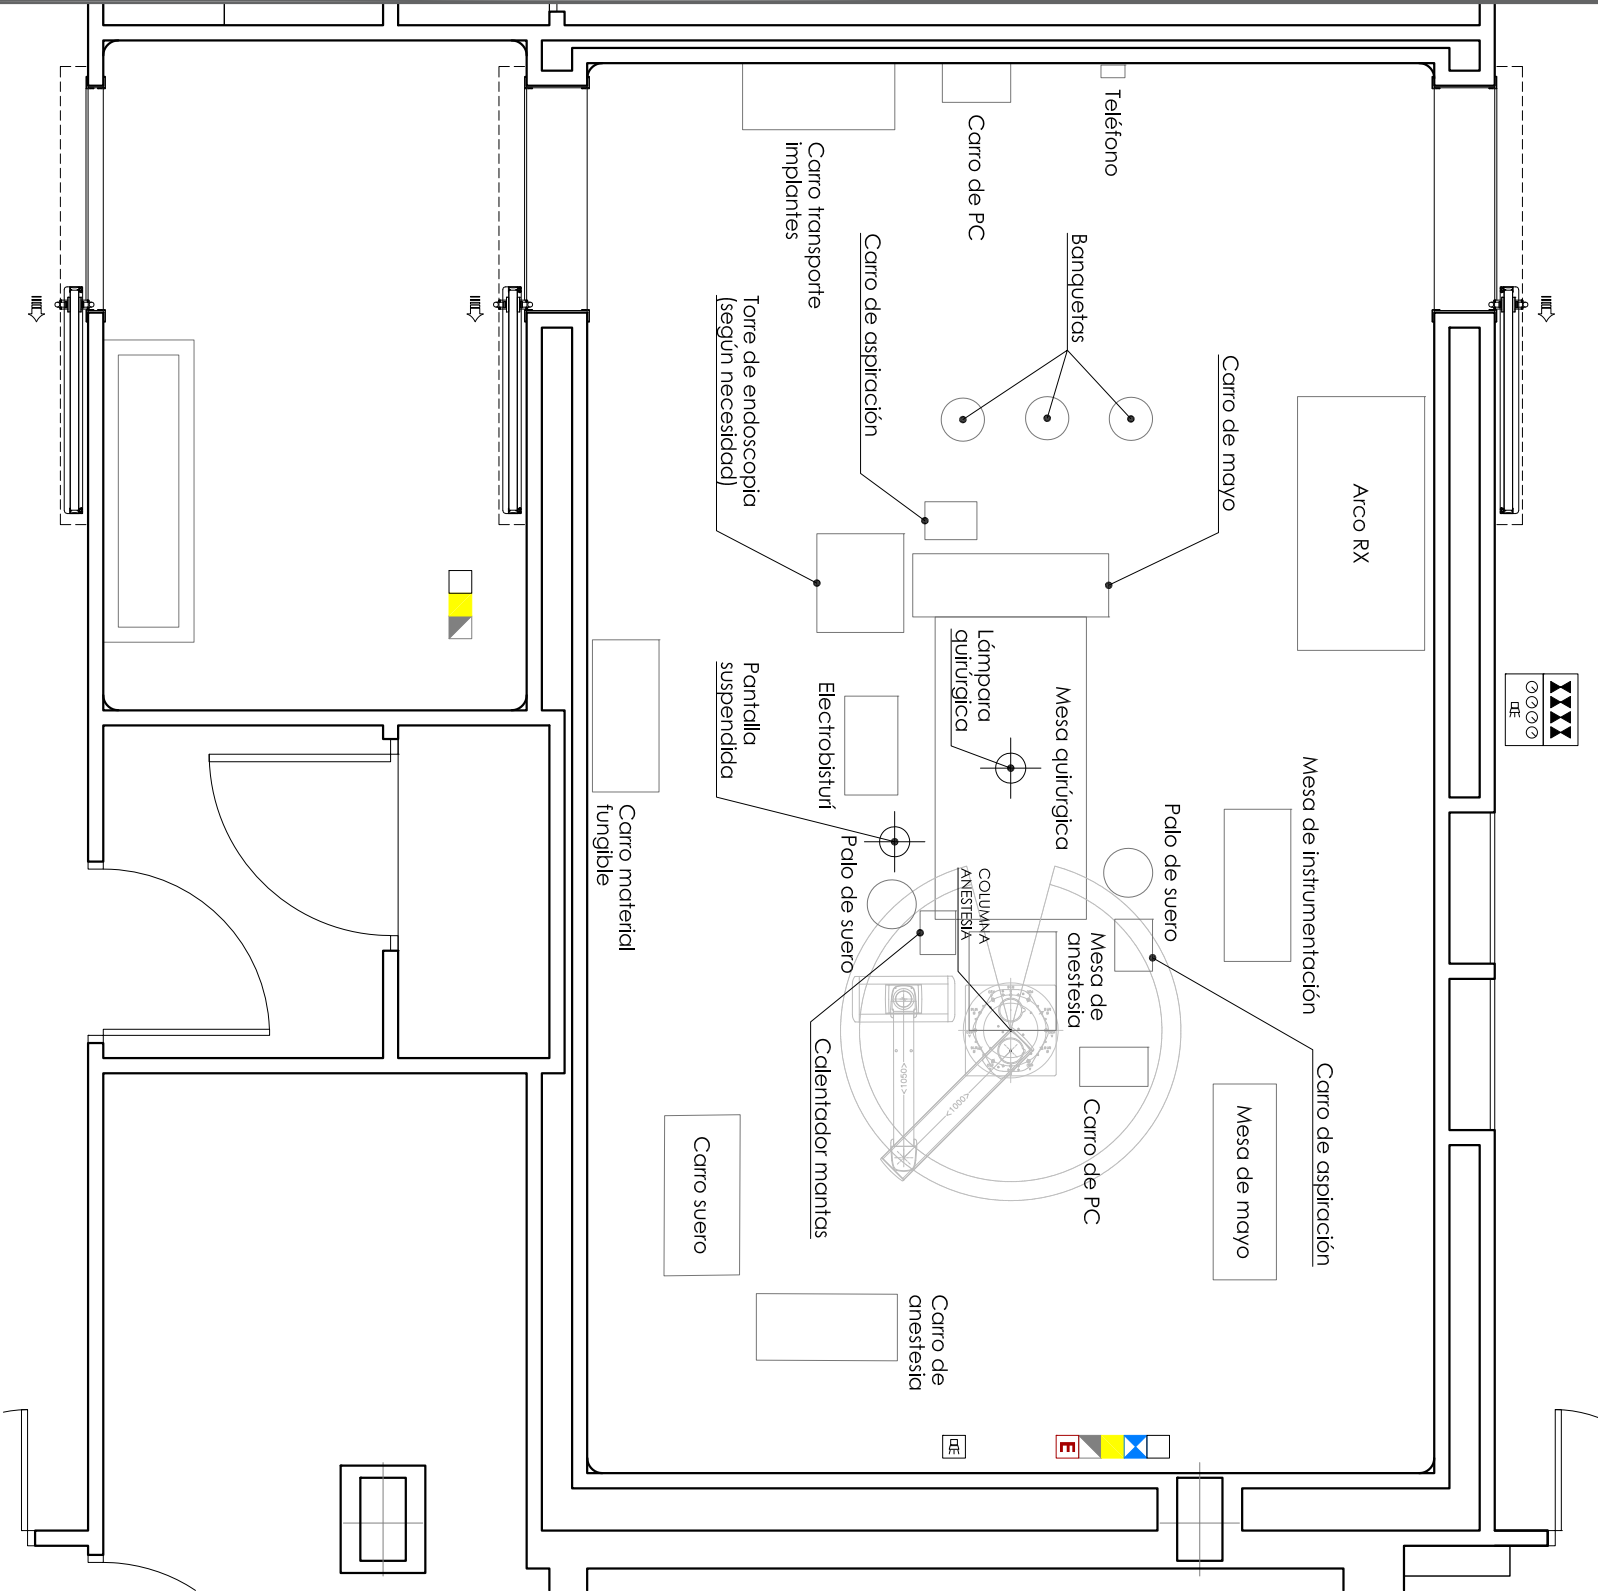 Teléfono
Carro de PC
Carro transporte
implantes
Banquetas
Carro de aspiración
Torre de endoscopia
(según necesidad)
Carro de mayo
Arco RX
Lámpara
quirúrgica
Mesa quirúrgica
Pantalla
suspendida
Electrobisturí
Carro material
fungible
Palo de suero
Palo de suero
Mesa de instrumentación
COLUMNA
ANESTESIA
Mesa de
anestesia
Calentador mantas
Carro de PC
Carro de aspiración
Mesa de mayo
Carro suero
Carro de
anestesia
<1050>
<1000>
E